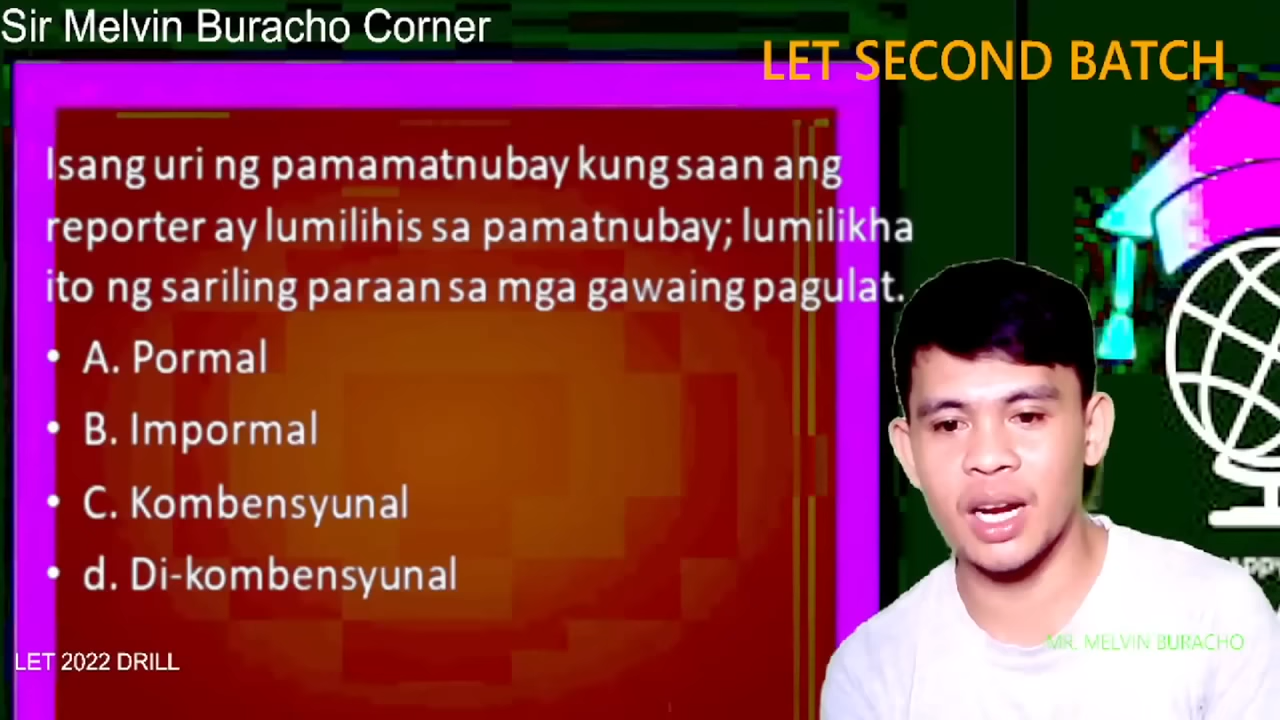 Sir Melvin Buracho Corner
LET SECOND BATCH
Isang uri ng pamamatnubay kung saan ang
reporter ay lumilihis sa pamatnubay; lumilikha
ito ng sariling paraan sa mga gawaing pagulat.
• A. Pormal
• B. Impormal
• C. Kombensyunal
• d. Di-kombensyunal
LET 2022 DRILL
MR. MELVIN BURACHO